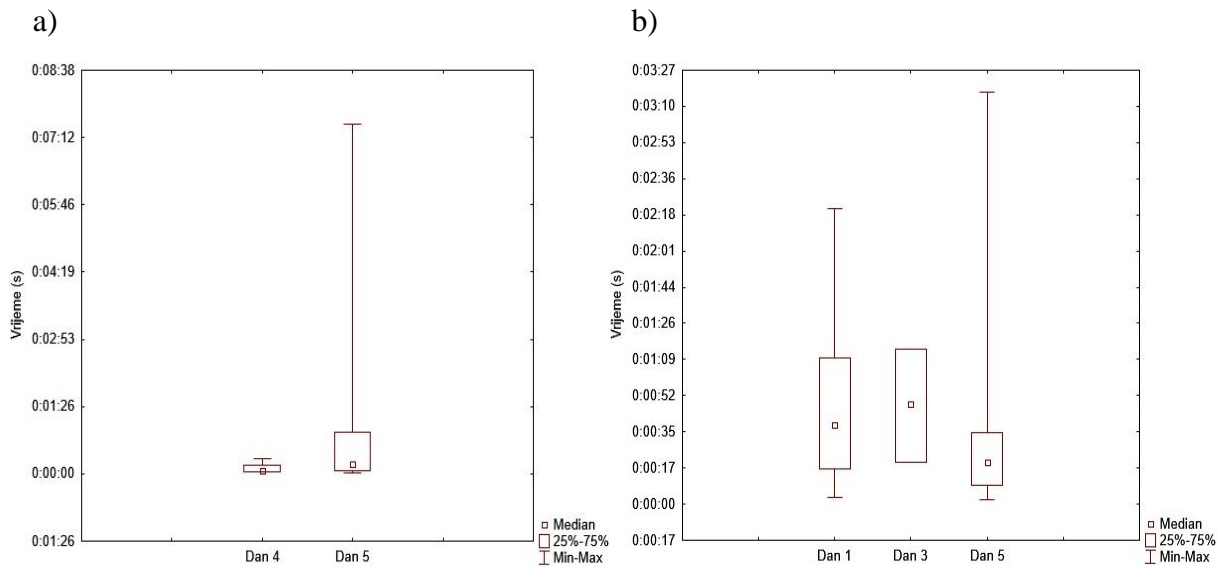 a)
0:08:38
0:07:12
0:05:46
0:04:19
0:02:53
0:01:26
0:00:00
0:01:26
Vrijeme (s)
Dan 4
Dan 5
Median
25%-75%
Min-Max
b)
0:03:27
0:03:10
0:02:53
0:02:36
0:02:18
0:02:01
0:01:44
0:01:26
0:01:09
0:00:52
0:00:35
0:00:17
0:00:00
0:00:17
Vrijeme (s)
Dan 1
Dan 3
Dan 5
Median
25%-75%
Min-Max